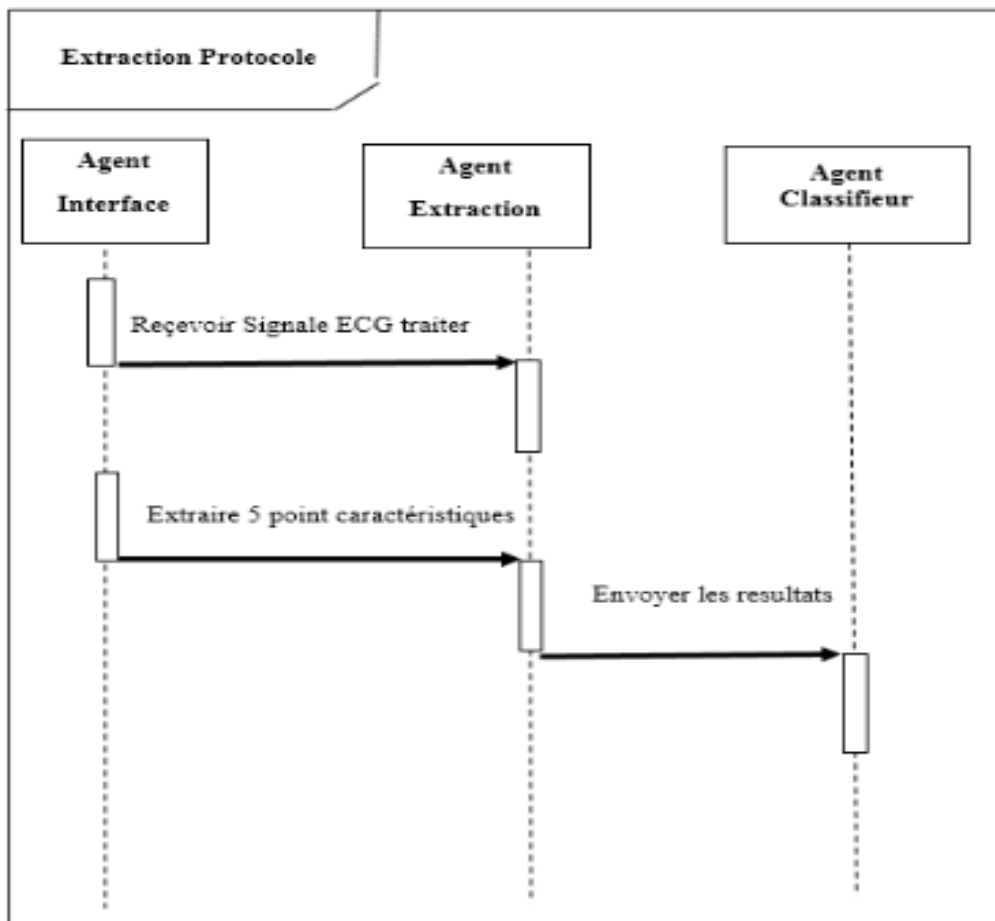 Extraction Protocole
Agent
Interface
Agent
Extraction
Agent
Classifieur
Reçevoir Signale ECG traiter
Extraire 5 point caractéristiques
Envoyer les resultats